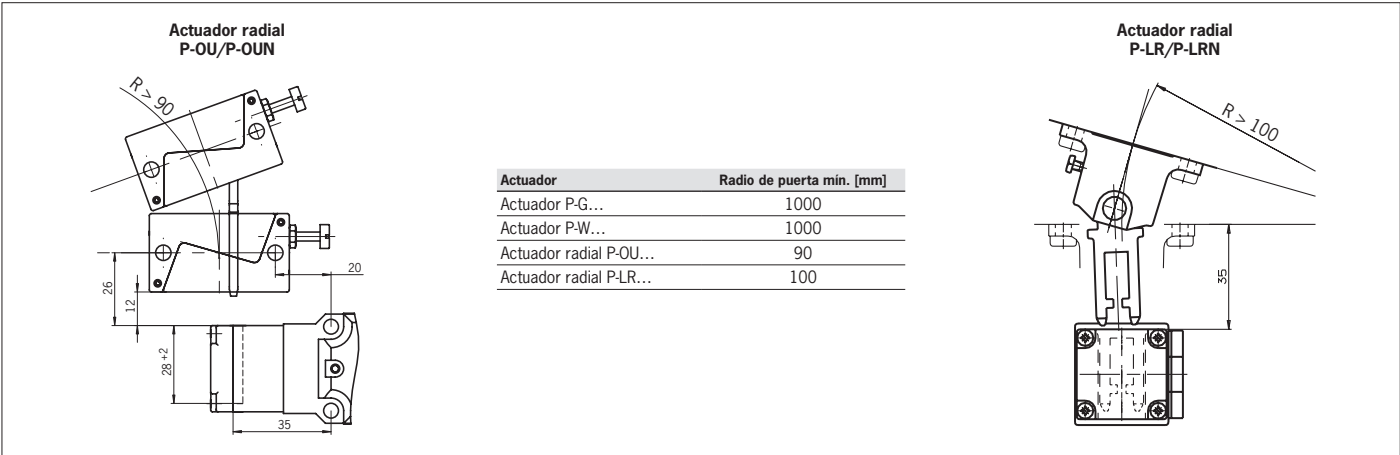 Actuador radial
P-OU/P-OUN
R > 90
20
26
12
28 +2
35
Actuador Radio de puerta mín. [mm]
Actuador P-G… 1000
Actuador P-W… 1000
Actuador radial P-OU… 90
Actuador radial P-LR… 100
Actuador radial
P-LR/P-LRN
R > 100
35